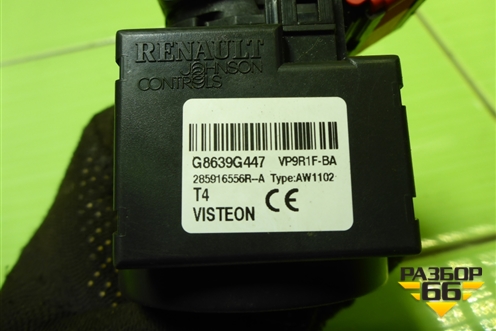 RENAULT
JOHNSON
CONTROLS
G8639G447 VP9R1F-BA
285916556R--A Type:AW1102
T4
VISTEON CE
РАЗБОР
66